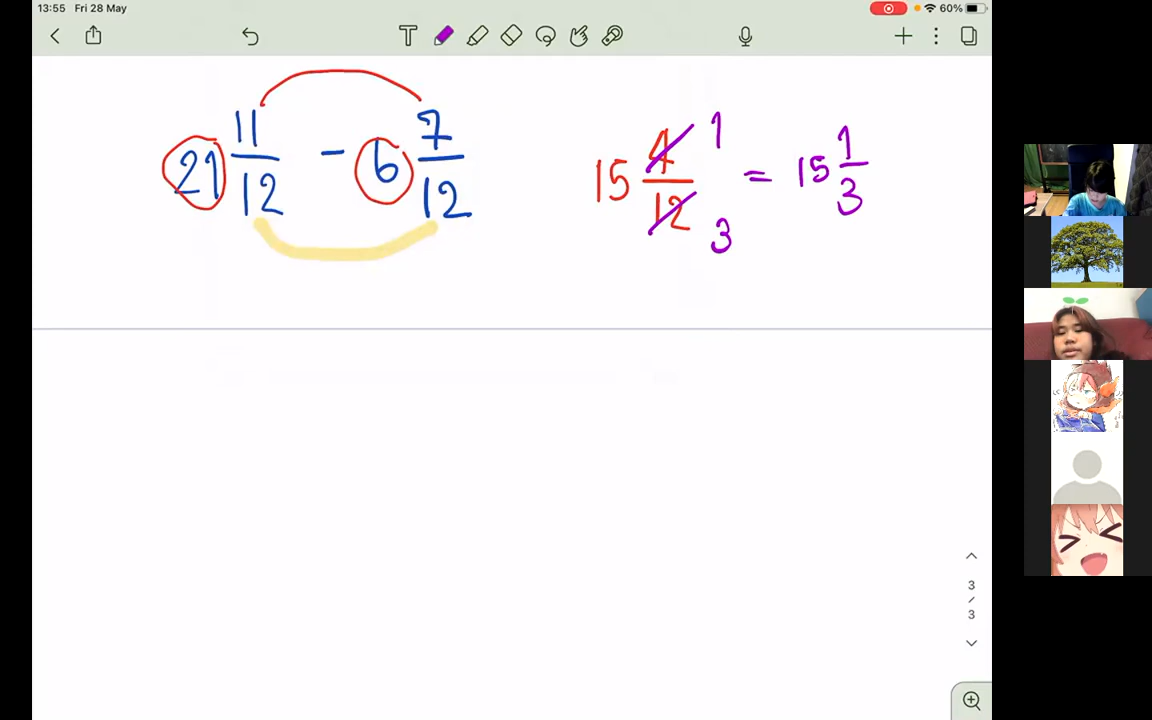 13:55 Fri 28 May
60%
T
21 11/12 - 6 7/12
15 4/12 1 3 = 15 1/3
3
/
3